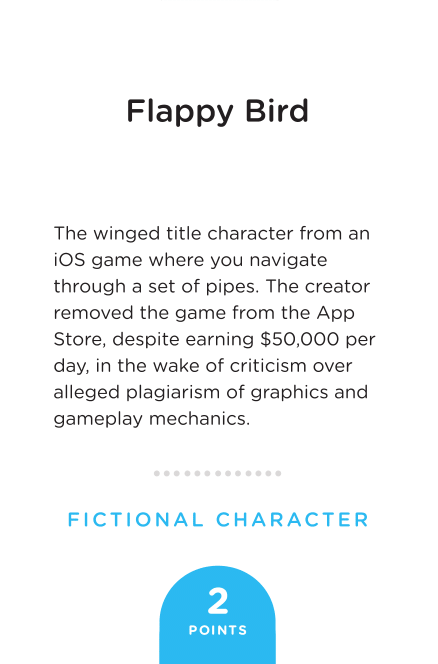 Flappy Bird
The winged title character from an
iOS game where you navigate
through a set of pipes. The creator
removed the game from the App
Store, despite earning $50,000 per
day, in the wake of criticism over
alleged plagiarism of graphics and
gameplay mechanics.
FICTIONAL CHARACTER
2
POINTS